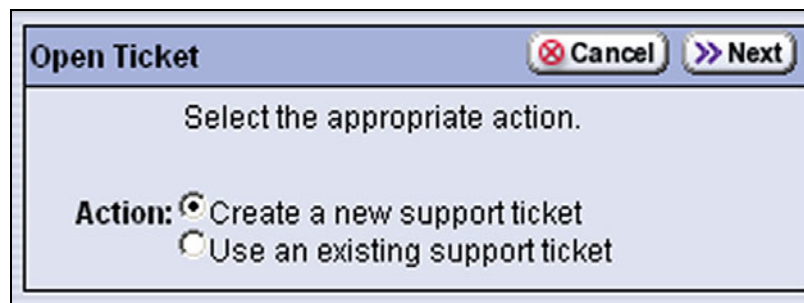 Open Ticket Cancel Next
Select the appropriate action.
Action: Create a new support ticket
Use an existing support ticket